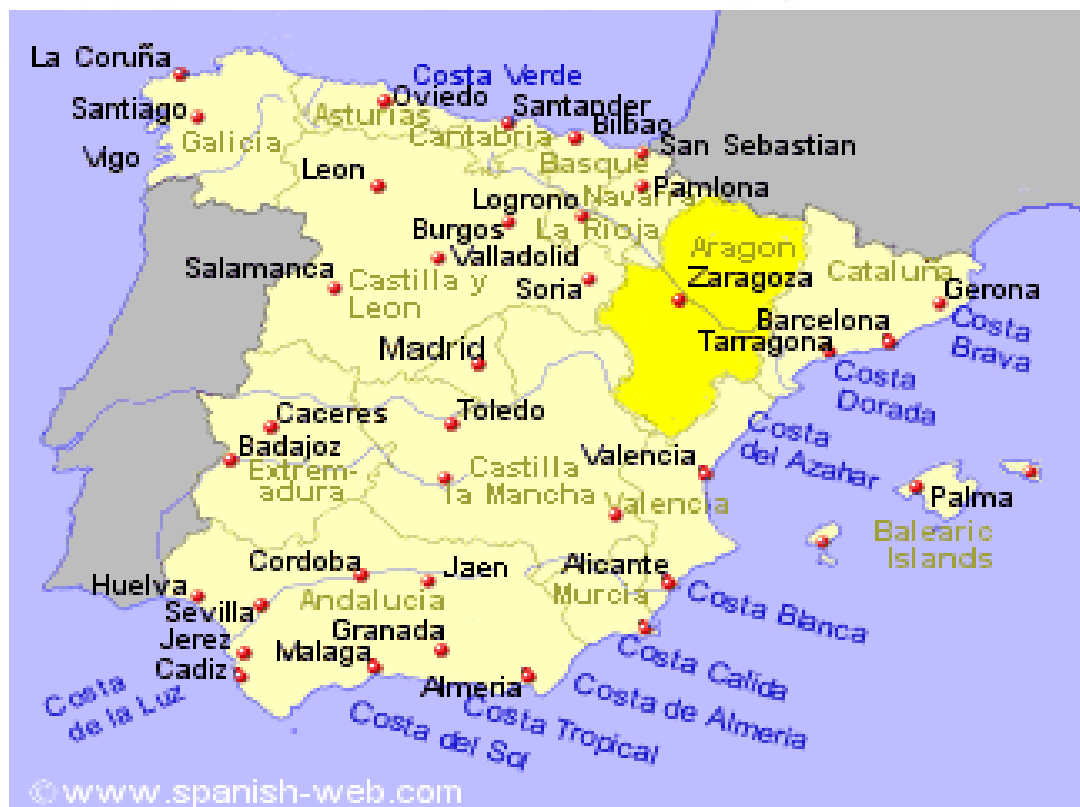 La Coruña
Costa Verde
Oviedo
Santander
Santiago
Asturias
Bilbao
Cantabria
Galicia
San Sebastian
Vigo
Basque
Leon
Pamlona
Logrono
Navarra
Burgos
La Rioja
Aragon
Valladolid
Salamanca
Zaragoza
Cataluña
Castilla y
Leon
Soria
Gerona
Barcelona
Costa
Brava
Madrid
Tarragona
Costa
Dorada
Caceres
Toledo
Costa
del Azahar
Badajoz
Valencia
Extrem-
adura
Castilla
la Mancha
Valencia
Palma
Balearic
Islands
Cordoba
Jaen
Alicante
Huelva
Andalucia
Murcia
Costa Blanca
Sevilla
Jerez
Granada
Malaga
Costa Calida
Cadiz
Almeria
Costa de Almeria
Costa
de la Luz
Costa Tropical
Costa del Sol
© www.spanish-web.com